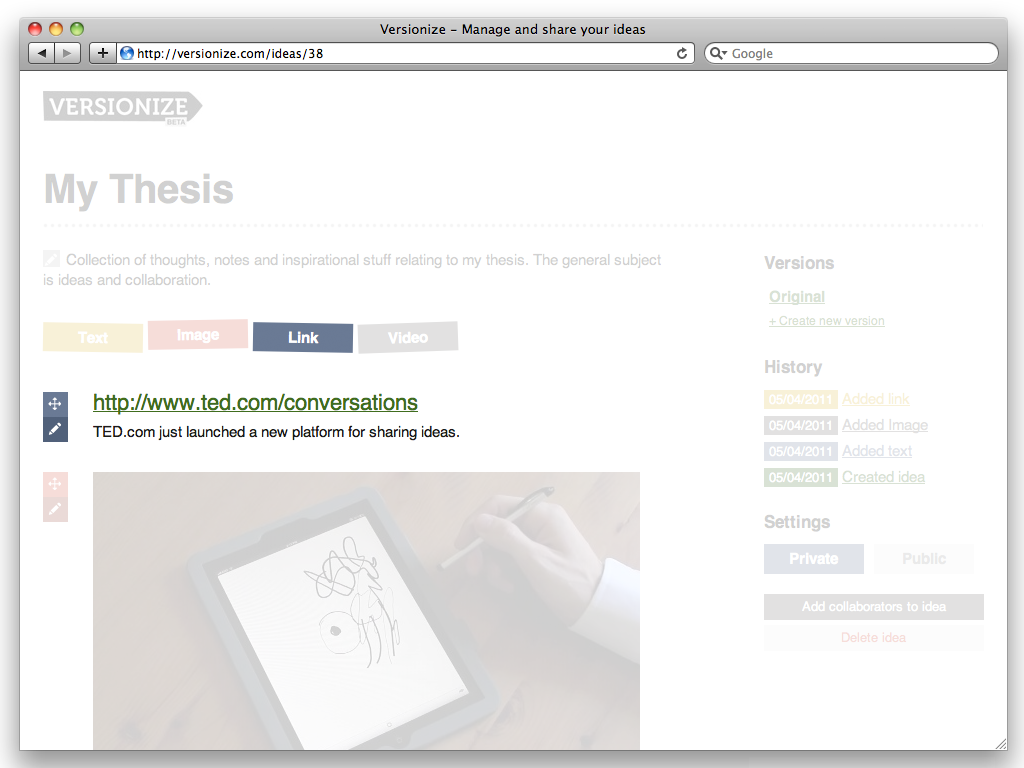 Versionize – Manage and share your ideas
http://versionize.com/ideas/38
Google
VERSIONIZE
BETA
My Thesis
Collection of thoughts, notes and inspirational stuff relating to my thesis. The general subject
is ideas and collaboration.
Text Image Link Video
http://www.ted.com/conversations
TED.com just launched a new platform for sharing ideas.
Versions
Original
+ Create new version
History
05/04/2011 Added link
05/04/2011 Added Image
05/04/2011 Added text
05/04/2011 Created idea
Settings
Private Public
Add collaborators to idea
Delete idea